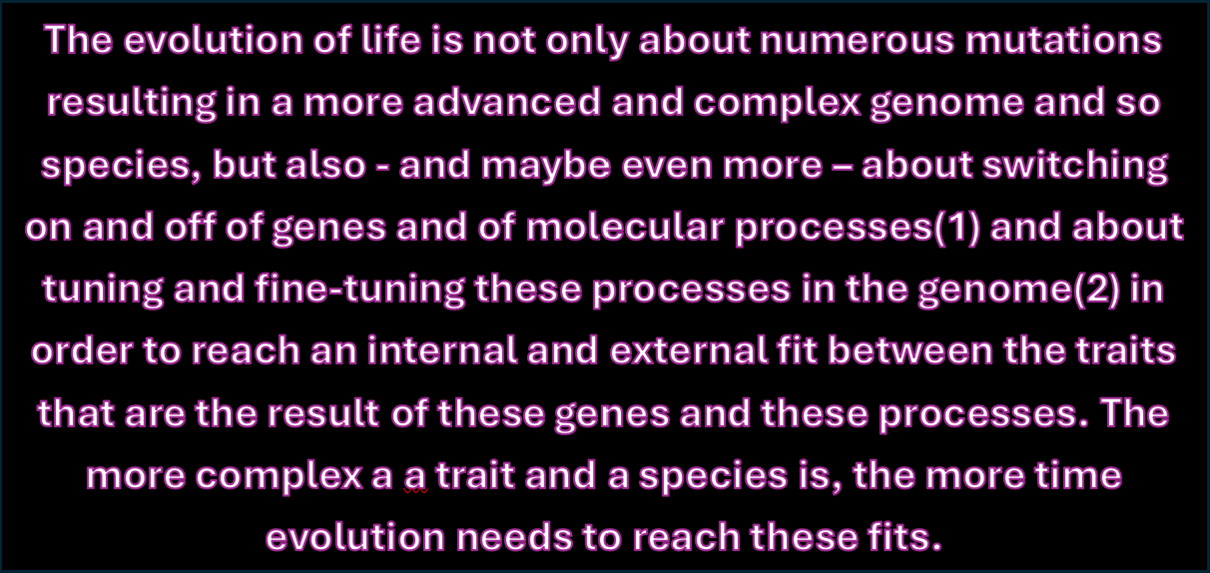 The evolution of life is not only about numerous mutations
resulting in a more advanced and complex genome and so
species, but also - and maybe even more – about switching
on and off of genes and of molecular processes(1) and about
tuning and fine-tuning these processes in the genome(2) in
order to reach an internal and external fit between the traits
that are the result of these genes and these processes. The
more complex a a trait and a species is, the more time
evolution needs to reach these fits.